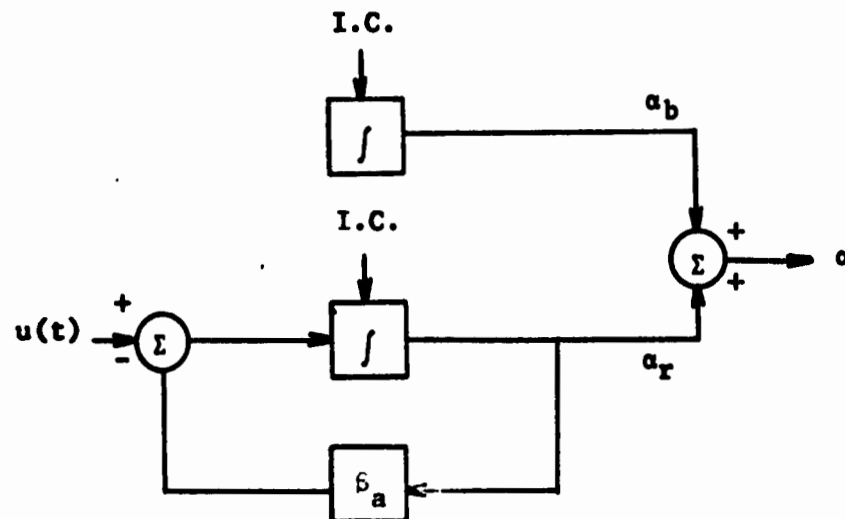 I.C.
∫
α_b
I.C.
+
Σ
+
α
+
u(t)
Σ
-
∫
α_r
β_a